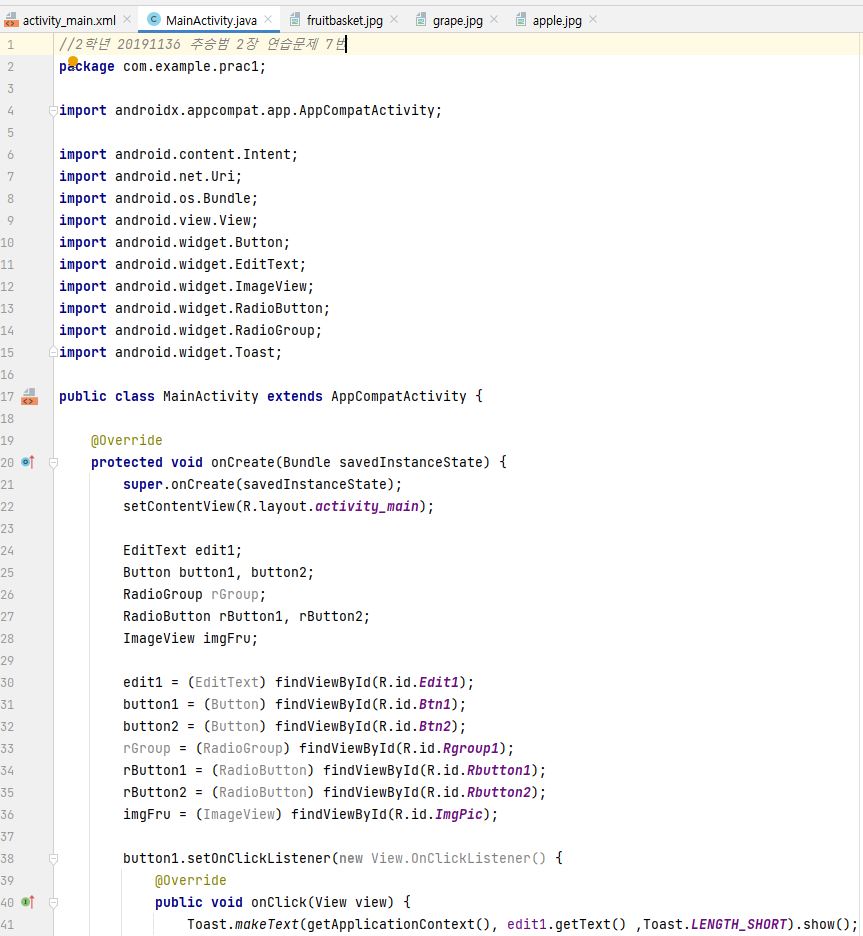 activity_main.xml MainActivity.java fruitbasket.jpg grape.jpg apple.jpg
1 //2학년 20191136 추승범 2장 연습문제 7번
2 package com.example.prac1;
3
4 import androidx.appcompat.app.AppCompatActivity;
5
6 import android.content.Intent;
7 import android.net.Uri;
8 import android.os.Bundle;
9 import android.view.View;
10 import android.widget.Button;
11 import android.widget.EditText;
12 import android.widget.ImageView;
13 import android.widget.RadioButton;
14 import android.widget.RadioGroup;
15 import android.widget.Toast;
16
17 public class MainActivity extends AppCompatActivity {
18
19 @Override
20 protected void onCreate(Bundle savedInstanceState) {
21 super.onCreate(savedInstanceState);
22 setContentView(R.layout.activity_main);
23
24 EditText edit1;
25 Button button1, button2;
26 RadioGroup rGroup;
27 RadioButton rButton1, rButton2;
28 ImageView imgFru;
29
30 edit1 = (EditText) findViewById(R.id.Edit1);
31 button1 = (Button) findViewById(R.id.Btn1);
32 button2 = (Button) findViewById(R.id.Btn2);
33 rGroup = (RadioGroup) findViewById(R.id.Rgroup1);
34 rButton1 = (RadioButton) findViewById(R.id.Rbutton1);
35 rButton2 = (RadioButton) findViewById(R.id.Rbutton2);
36 imgFru = (ImageView) findViewById(R.id.ImgPic);
37
38 button1.setOnClickListener(new View.OnClickListener() {
39 @Override
40 public void onClick(View view) {
41 Toast.makeText(getApplicationContext(), edit1.getText() ,Toast.LENGTH_SHORT).show();